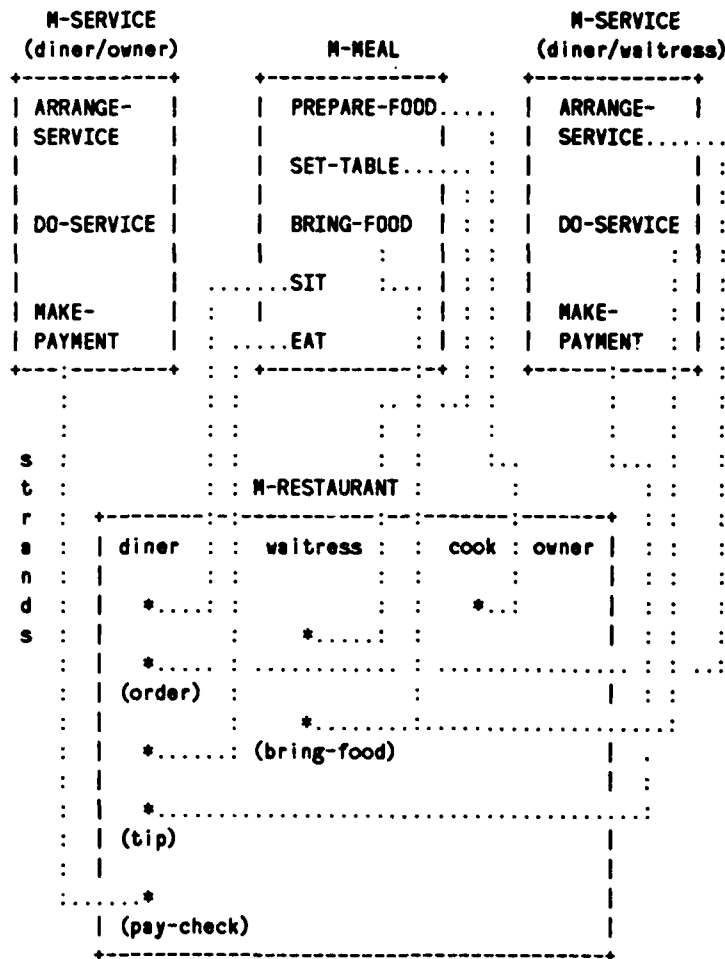 M-SERVICE M-SERVICE
(diner/owner) M-MEAL (diner/waitress)
ARRANGE- PREPARE-FOOD ARRANGE-
SERVICE SERVICE
SET-TABLE
DO-SERVICE BRING-FOOD DO-SERVICE
SIT
MAKE- MAKE-
PAYMENT EAT PAYMENT
strands
M-RESTAURANT
diner waitress cook owner
(order)
(bring-food)
(tip)
(pay-check)